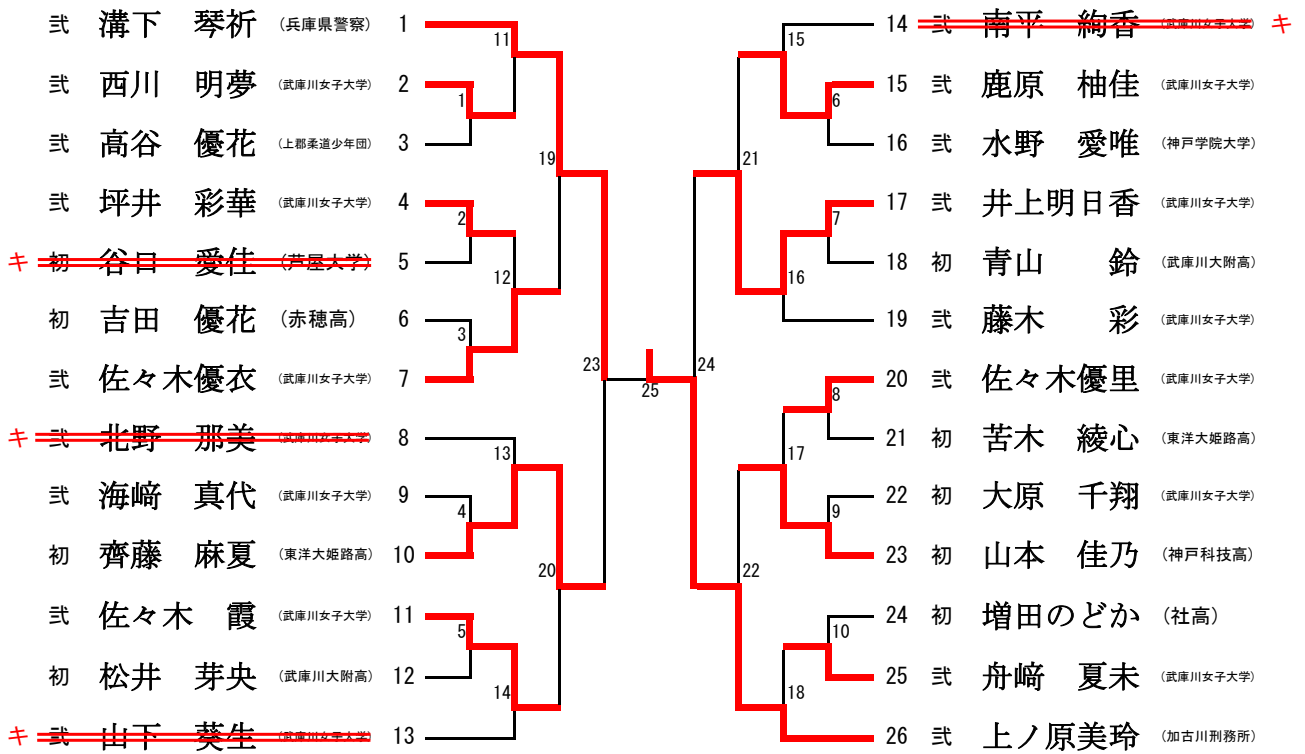 弐 溝下 琴祈 (兵庫県警察) 1
弐 西川 明夢 (武庫川女子大学) 2
弐 高谷 優花 (上郡柔道少年団) 3
弐 坪井 彩華 (武庫川女子大学) 4
キ 初 谷口 愛佳 (芦屋大学) 5
初 吉田 優花 (赤穂高) 6
弐 佐々木優衣 (武庫川女子大学) 7
キ 弐 北野 那美 (武庫川女子大学) 8
弐 海﨑 真代 (武庫川女子大学) 9
初 齊藤 麻夏 (東洋大姫路高) 10
弐 佐々木 霞 (武庫川女子大学) 11
初 松井 芽央 (武庫川大附高) 12
キ 弐 山下 葵生 (武庫川女子大学) 13
11
1
19
2
12
3
23
13
4
20
5
14
25
15
6
21
7
16
24
8
17
9
22
10
18
14 弐 南平 絢香 (武庫川女子大学) キ
15 弐 鹿原 柚佳 (武庫川女子大学)
16 弐 水野 愛唯 (神戸学院大学)
17 弐 井上明日香 (武庫川女子大学)
18 初 青山 鈴 (武庫川大附高)
19 弐 藤木 彩 (武庫川女子大学)
20 弐 佐々木優里 (武庫川女子大学)
21 初 苫木 綾心 (東洋大姫路高)
22 初 大原 千翔 (武庫川女子大学)
23 初 山本 佳乃 (神戸科技高)
24 初 増田のどか (社高)
25 弐 舟﨑 夏未 (武庫川女子大学)
26 弐 上ノ原美玲 (加古川刑務所)